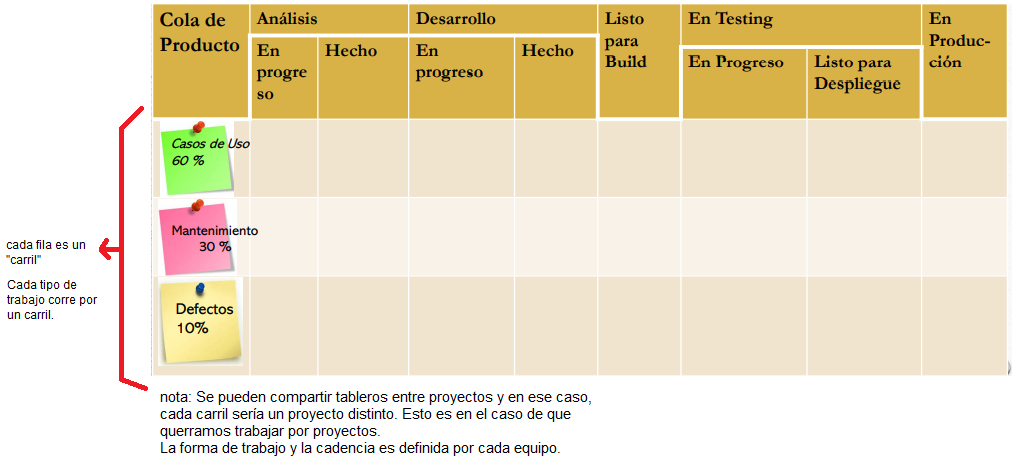 Cola de
Producto
Análisis
Desarrollo
Listo
para
Build
En Testing
En
Produc-
ción
En
progre
so
Hecho
En
progreso
Hecho
En Progreso
Listo para
Despliegue
Casos de Uso
60 %
Mantenimiento
30 %
Defectos
10%
cada fila es un
"carril"
Cada tipo de
trabajo corre por
un carril.
nota: Se pueden compartir tableros entre proyectos y en ese caso,
cada carril sería un proyecto distinto. Esto es en el caso de que
querramos trabajar por proyectos.
La forma de trabajo y la cadencia es definida por cada equipo.